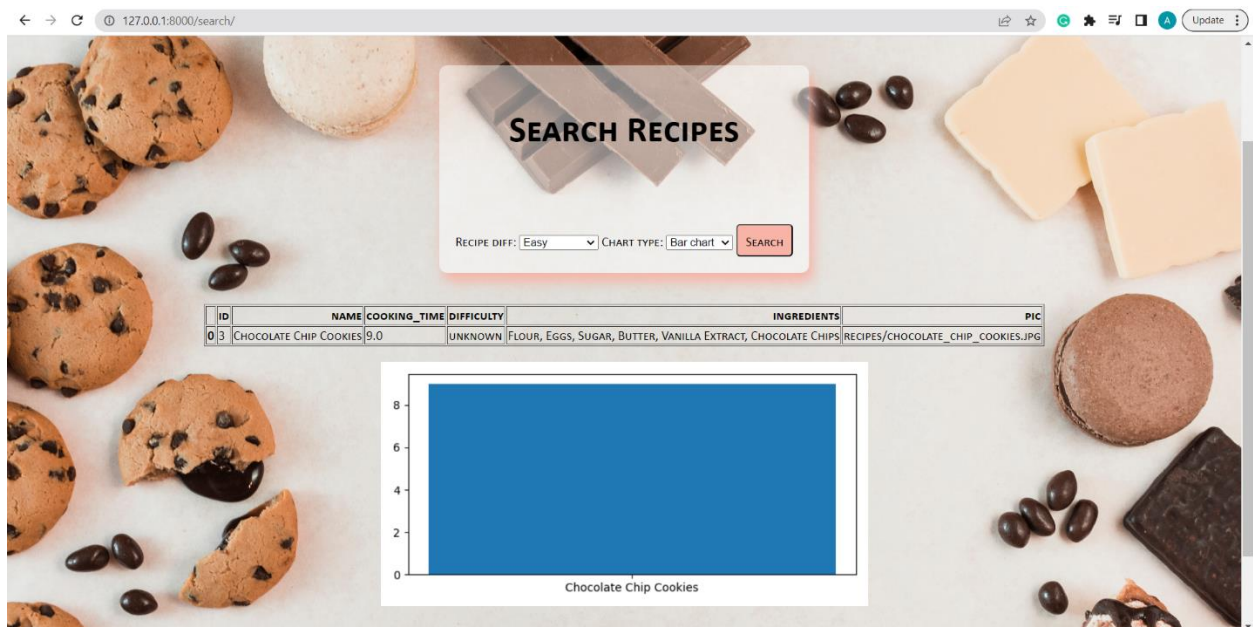 127.0.0.1:8000/search/
A
Update
SEARCH RECIPES
RECIPE DIFF: Easy CHART TYPE: Bar chart SEARCH
ID NAME COOKING_TIME DIFFICULTY INGREDIENTS PIC
0 3 CHOCOLATE CHIP COOKIES 9.0 UNKNOWN FLOUR, EGGS, SUGAR, BUTTER, VANILLA EXTRACT, CHOCOLATE CHIPS RECIPES/CHOCOLATE_CHIP_COOKIES.JPG
8
6
4
2
0
Chocolate Chip Cookies